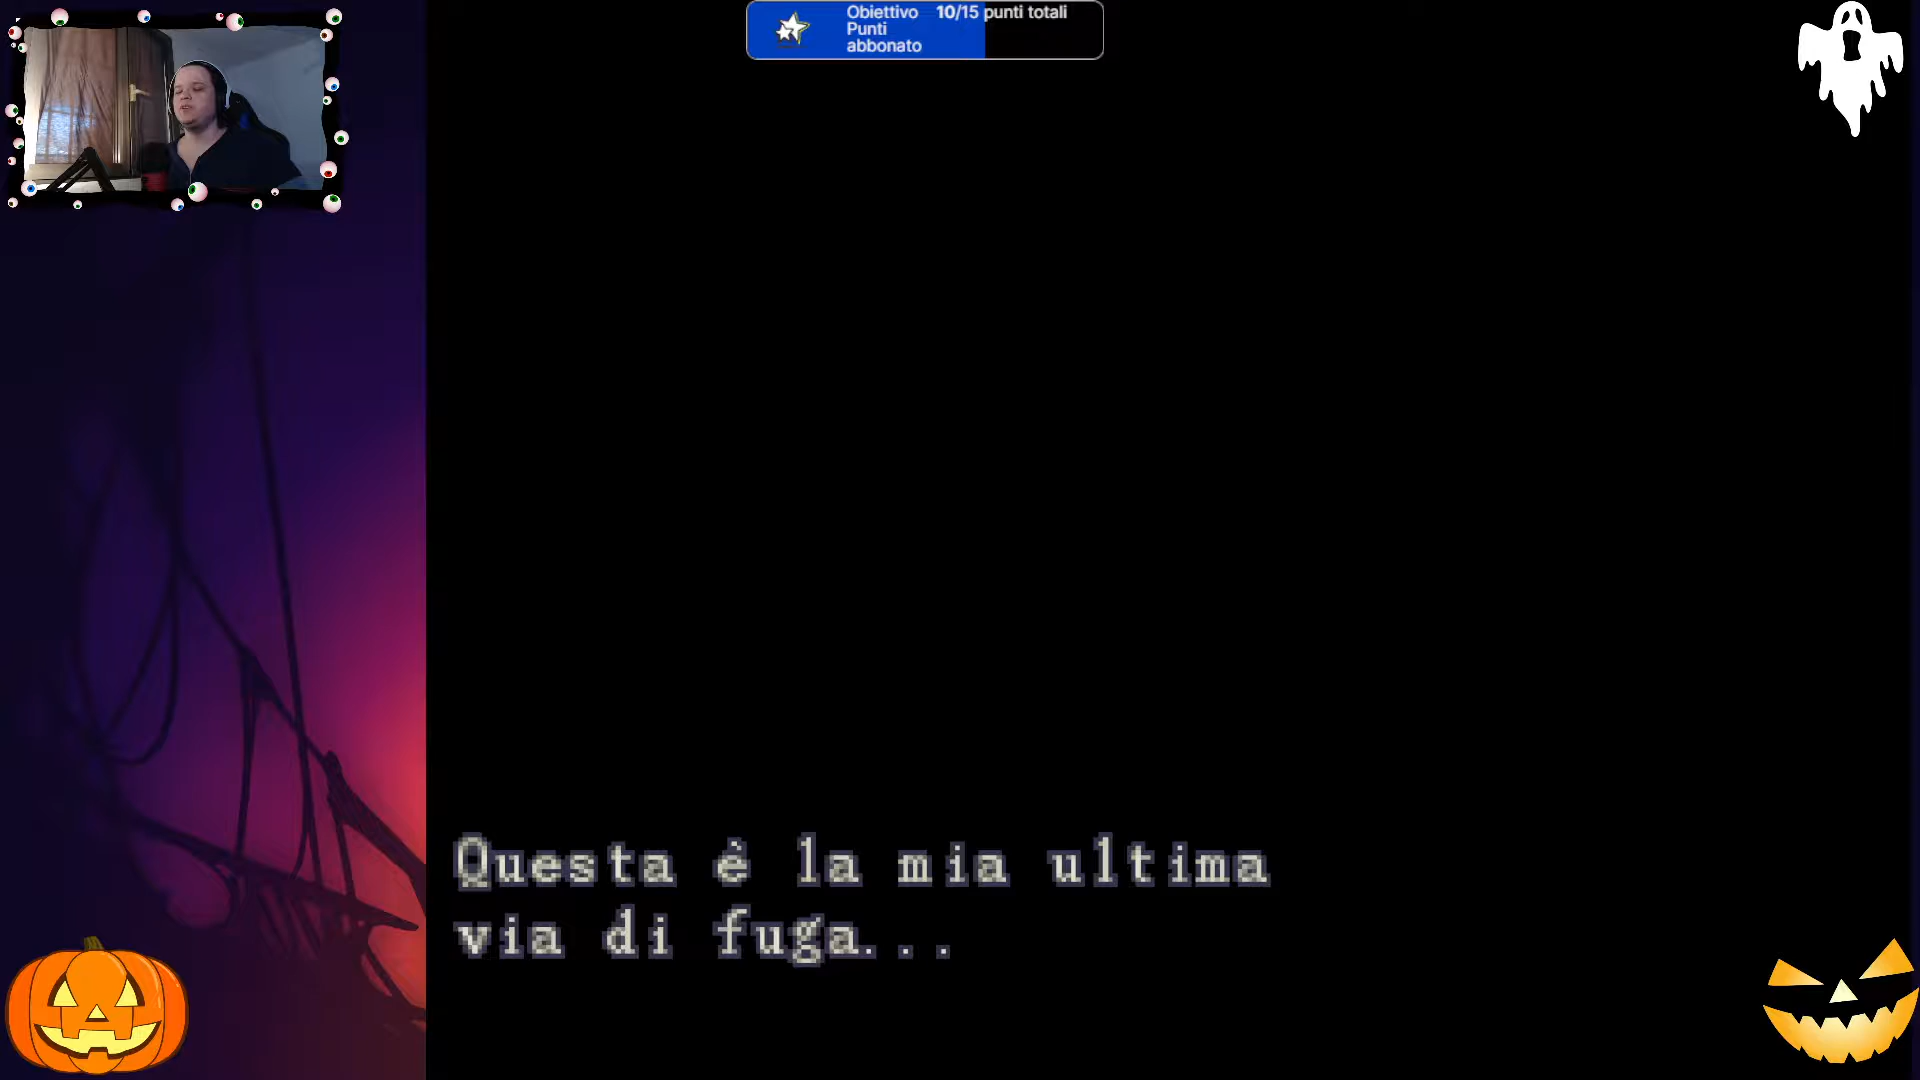 Obiettivo 10/15 punti totali
Punti
abbonato
Questa è la mia ultima
via di fuga...